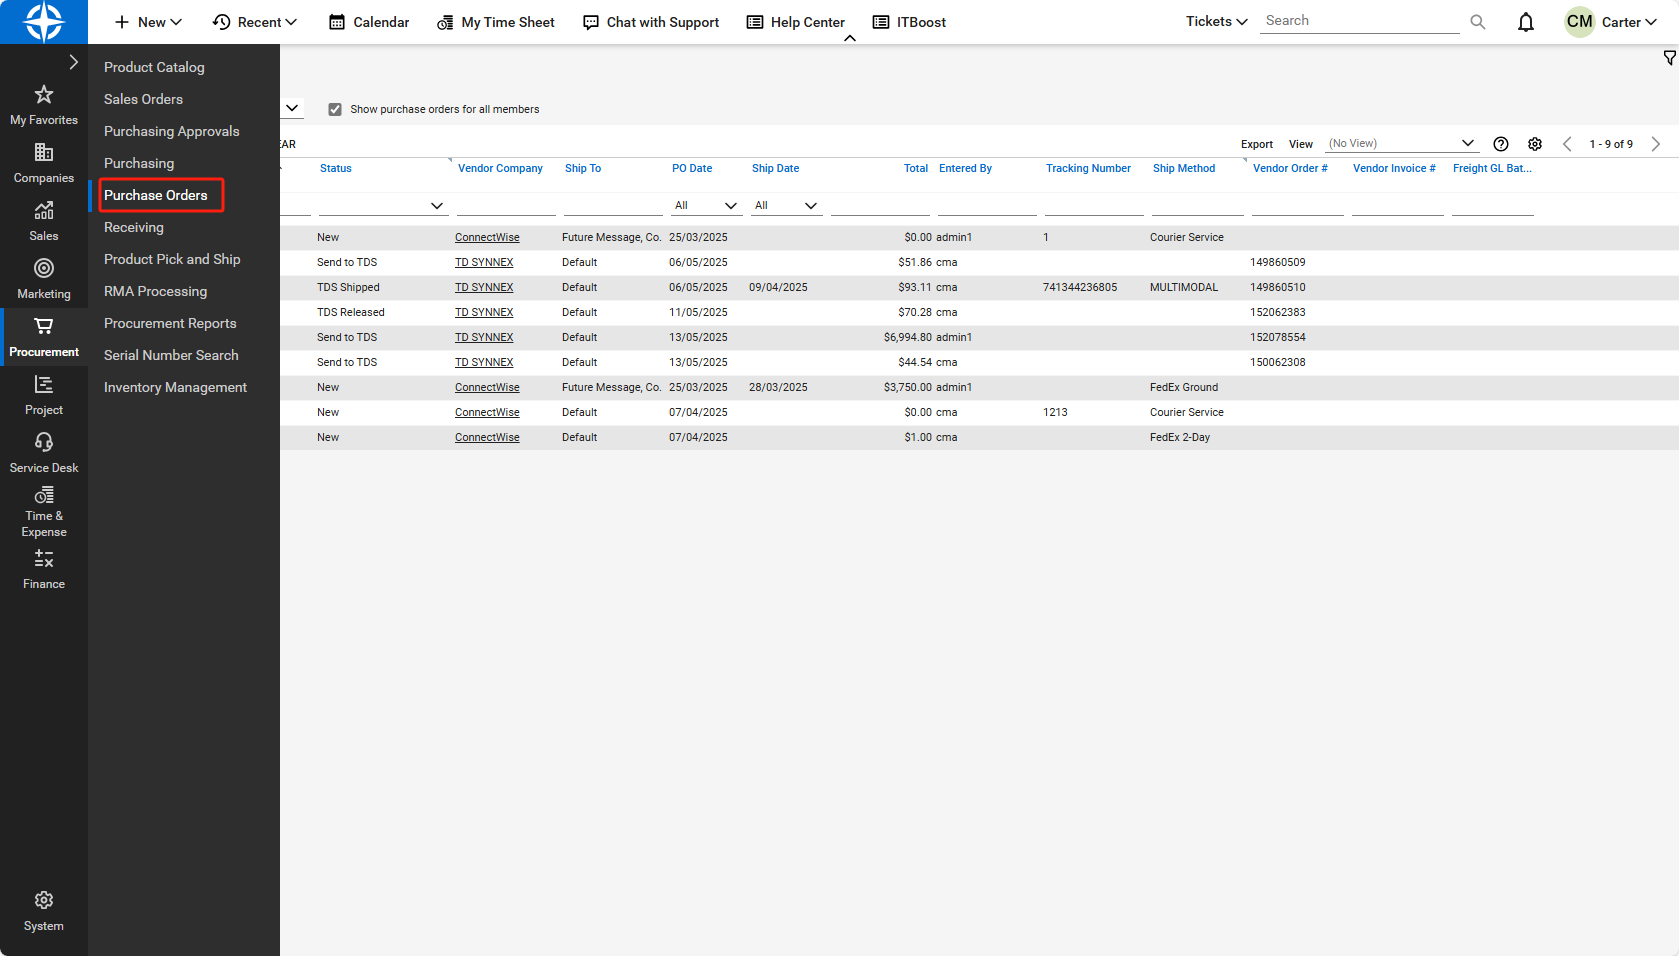 New Recent Calendar My Time Sheet Chat with Support Help Center ITBoost Tickets Search CM Carter
My Favorites
Companies
Sales
Marketing
Procurement
Project
Service Desk
Time &
Expense
Finance
System
Product Catalog
Sales Orders
Purchasing Approvals
Purchasing
Purchase Orders
Receiving
Product Pick and Ship
RMA Processing
Procurement Reports
Serial Number Search
Inventory Management
Show purchase orders for all members
EAR Export View (No View) 1 - 9 of 9
Status Vendor Company Ship To PO Date Ship Date Total Entered By Tracking Number Ship Method Vendor Order # Vendor Invoice # Freight GL Bat...
All All
New ConnectWise Future Message, Co. 25/03/2025 $0.00 admin1 1 Courier Service
Send to TDS TD SYNNEX Default 06/05/2025 $51.86 cma 149860509
TDS Shipped TD SYNNEX Default 06/05/2025 09/04/2025 $93.11 cma 741344236805 MULTIMODAL 149860510
TDS Released TD SYNNEX Default 11/05/2025 $70.28 cma 152062383
Send to TDS TD SYNNEX Default 13/05/2025 $6,994.80 admin1 152078554
Send to TDS TD SYNNEX Default 13/05/2025 $44.54 cma 150062308
New ConnectWise Future Message, Co. 25/03/2025 28/03/2025 $3,750.00 admin1 FedEx Ground
New ConnectWise Default 07/04/2025 $0.00 cma 1213 Courier Service
New ConnectWise Default 07/04/2025 $1.00 cma FedEx 2-Day